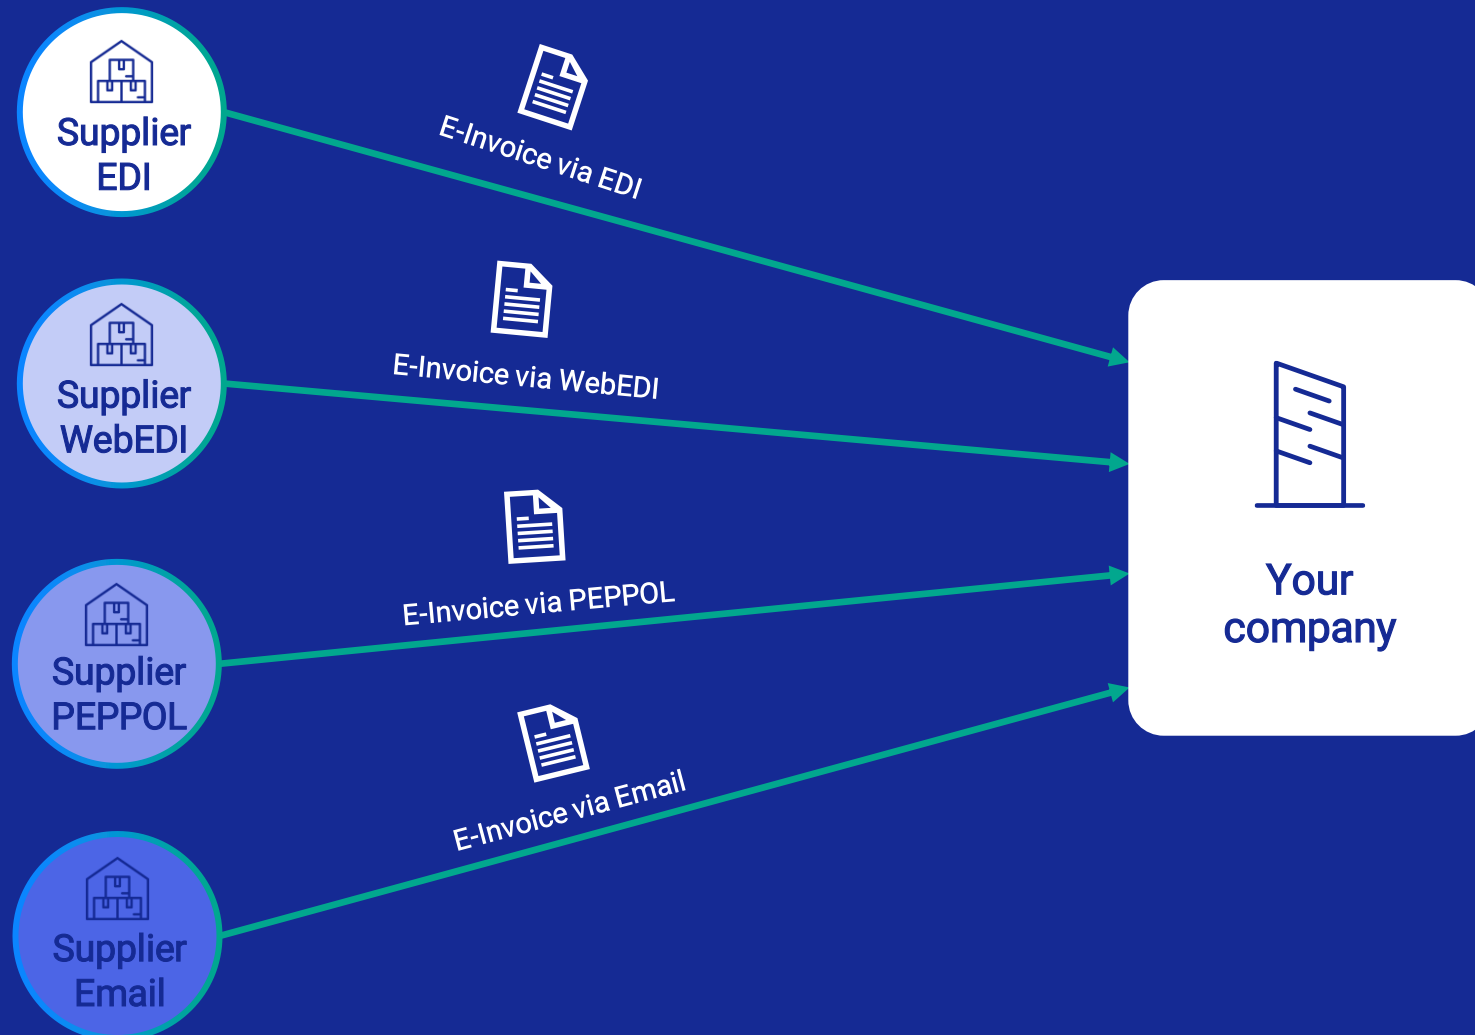 Supplier
EDI
E-Invoice via EDI
Supplier
WebEDI
E-Invoice via WebEDI
Supplier
PEPPOL
E-Invoice via PEPPOL
Supplier
Email
E-Invoice via Email
Your
company